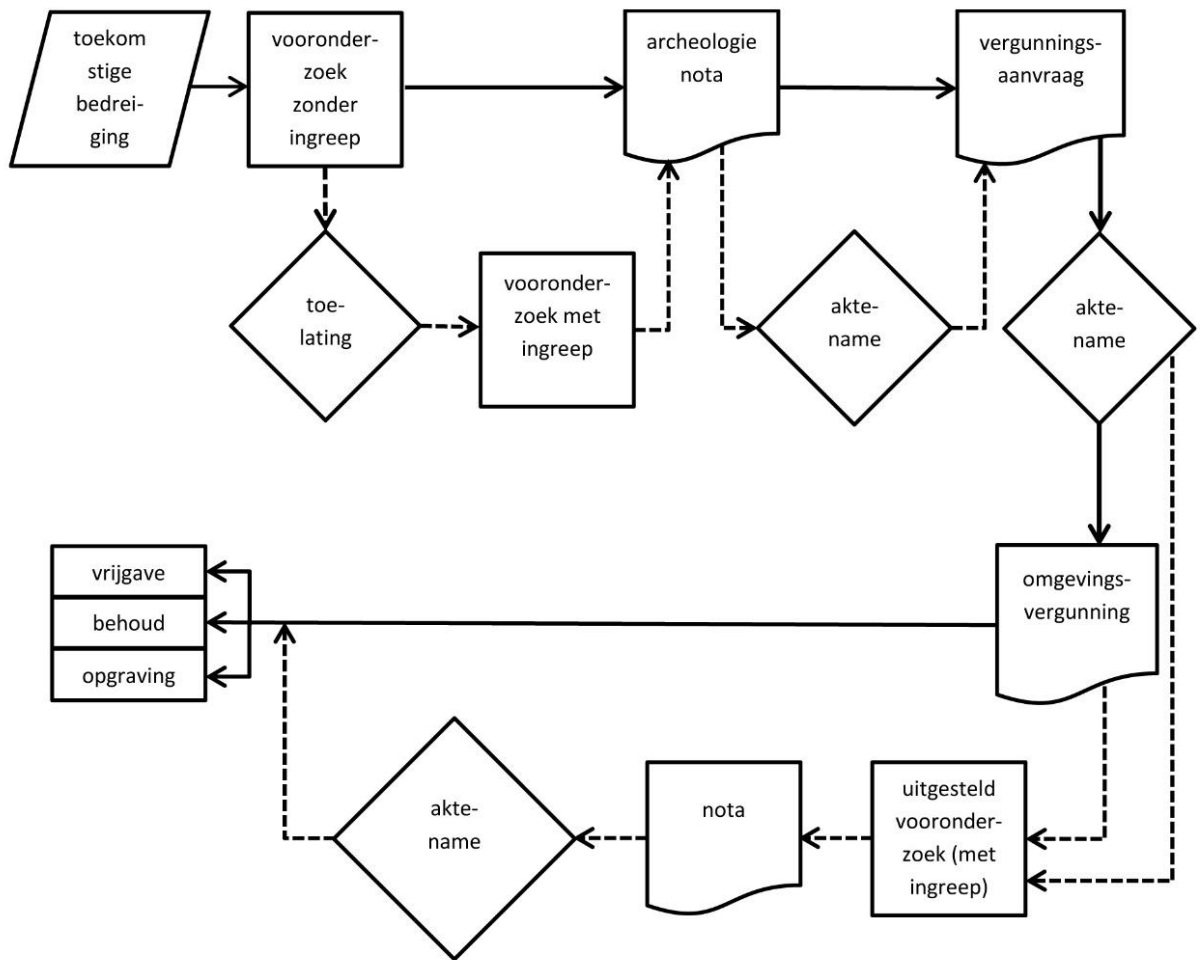 toekom
stige
bedrei-
ging
vooronder-
zoek
zonder
ingreep
archeologie
nota
vergunnings-
aanvraag
toe-
lating
vooronder-
zoek met
ingreep
akte-
name
akte-
name
vrijgave
behoud
opgraving
omgevings-
vergunning
akte-
name
nota
uitgesteld
vooronder-
zoek (met
ingreep)